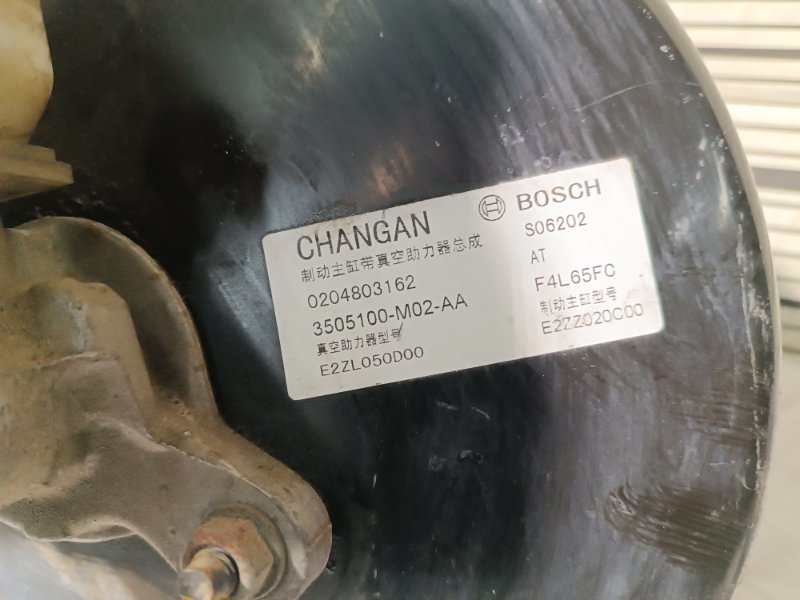 CHANGAN
BOSCH
制动主缸带真空助力器总成
S06202
0204803162
AT
3505100-M02-AA
F4L65FC
真空助力器型号
制动主缸型号
E2ZL050D00
E2ZZ020C00